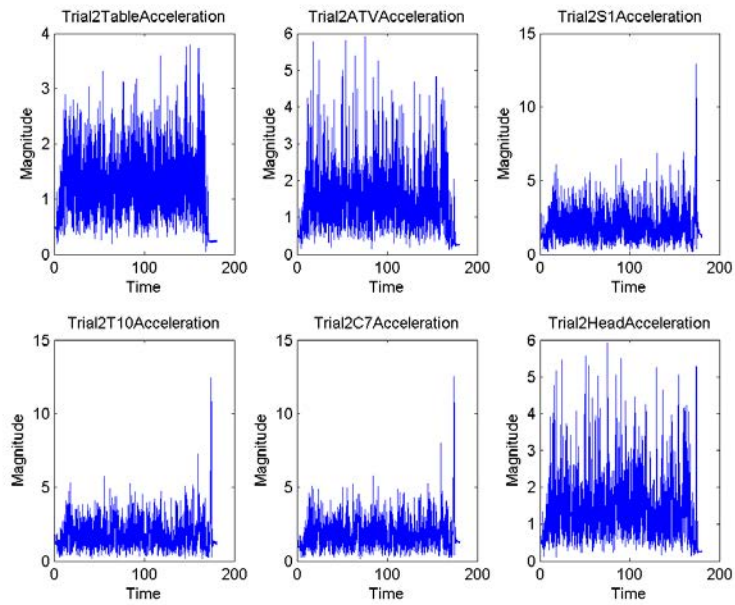 Trial2TableAcceleration
Magnitude
4
3
2
1
0
0 100 200
Time
Trial2ATVAcceleration
Magnitude
6
5
4
3
2
1
0
0 100 200
Time
Trial2S1Acceleration
Magnitude
15
10
5
0
0 100 200
Time
Trial2T10Acceleration
Magnitude
15
10
5
0
0 100 200
Time
Trial2C7Acceleration
Magnitude
15
10
5
0
0 100 200
Time
Trial2HeadAcceleration
Magnitude
6
5
4
3
2
1
0
0 100 200
Time